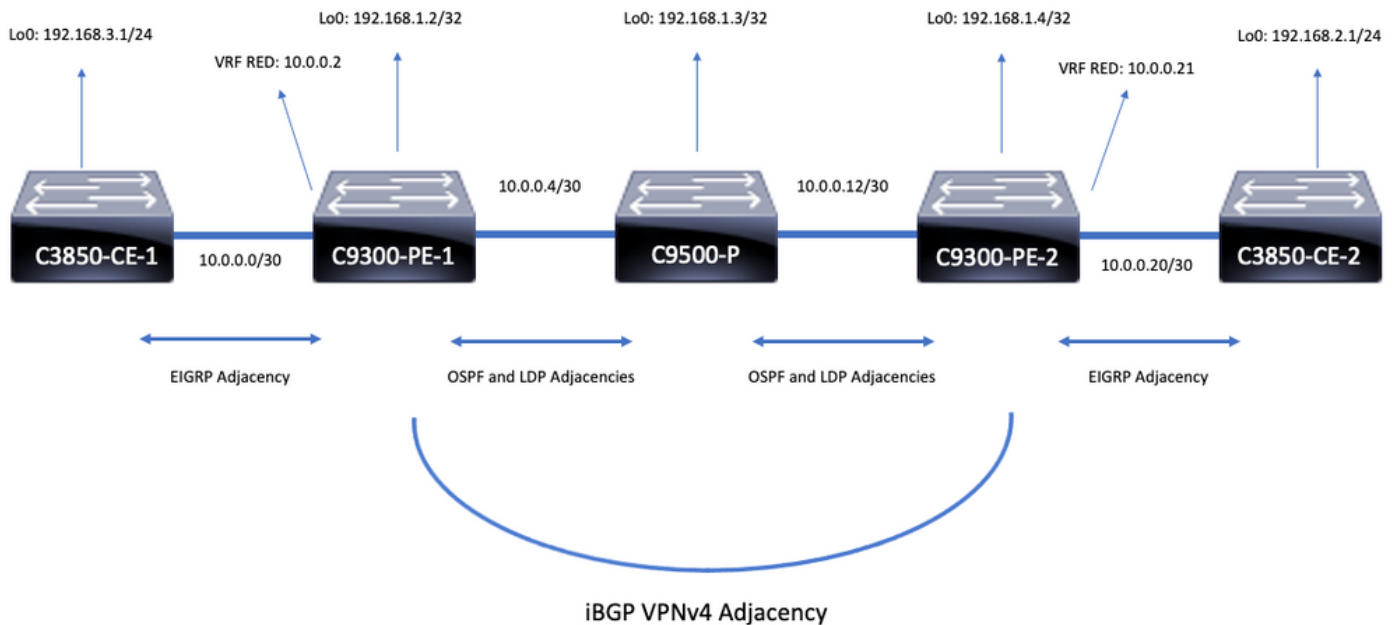 Lo0: 192.168.3.1/24
Lo0: 192.168.1.2/32
Lo0: 192.168.1.3/32
Lo0: 192.168.1.4/32
Lo0: 192.168.2.1/24
VRF RED: 10.0.0.2
VRF RED: 10.0.0.21
10.0.0.4/30
10.0.0.12/30
C3850-CE-1
10.0.0.0/30
C9300-PE-1
C9500-P
C9300-PE-2
10.0.0.20/30
C3850-CE-2
EIGRP Adjacency
OSPF and LDP Adjacencies
OSPF and LDP Adjacencies
EIGRP Adjacency
iBGP VPNv4 Adjacency